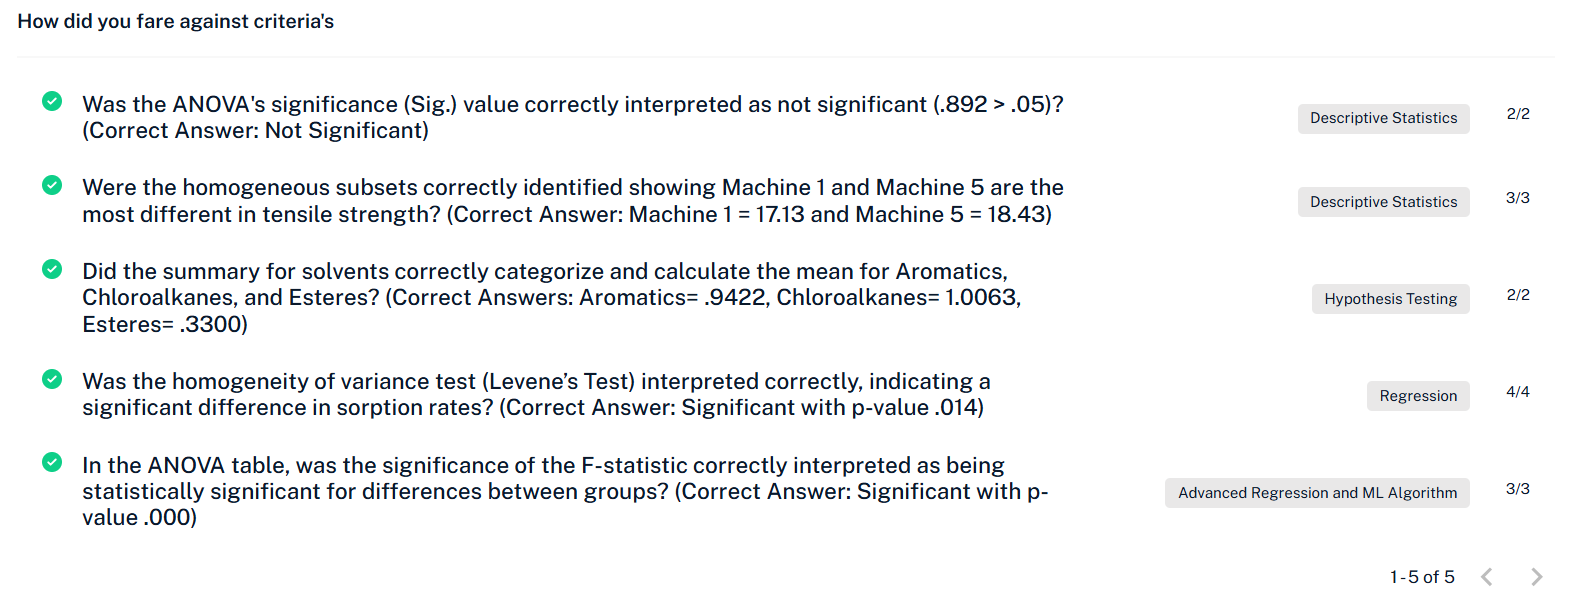 How did you fare against criteria's
Was the ANOVA's significance (Sig.) value correctly interpreted as not significant (.892 > .05)?
(Correct Answer: Not Significant)
Descriptive Statistics
2/2
Were the homogeneous subsets correctly identified showing Machine 1 and Machine 5 are the
most different in tensile strength? (Correct Answer: Machine 1 = 17.13 and Machine 5 = 18.43)
Descriptive Statistics
3/3
Did the summary for solvents correctly categorize and calculate the mean for Aromatics,
Chloroalkanes, and Esteres? (Correct Answers: Aromatics= .9422, Chloroalkanes= 1.0063,
Esteres= .3300)
Hypothesis Testing
2/2
Was the homogeneity of variance test (Levene’s Test) interpreted correctly, indicating a
significant difference in sorption rates? (Correct Answer: Significant with p-value .014)
Regression
4/4
In the ANOVA table, was the significance of the F-statistic correctly interpreted as being
statistically significant for differences between groups? (Correct Answer: Significant with p-
value .000)
Advanced Regression and ML Algorithm
3/3
1-5 of 5